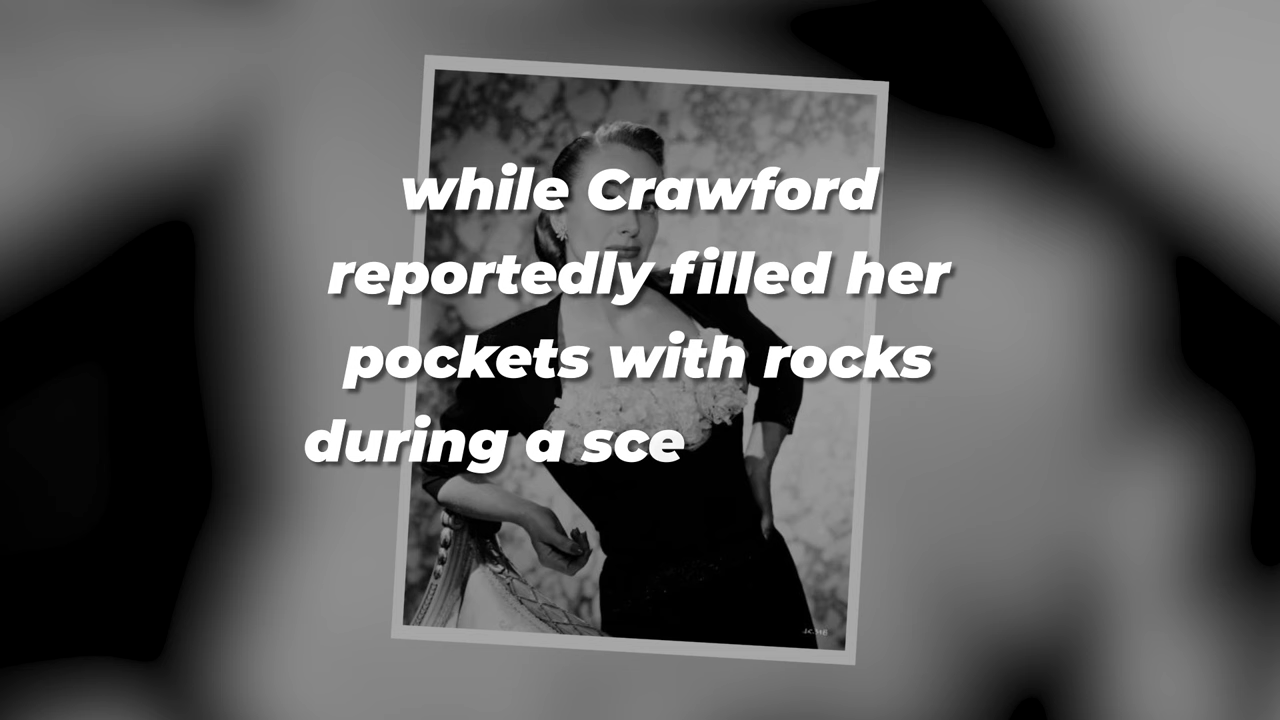 while Crawford
reportedly filled her
pockets with rocks
during a sce